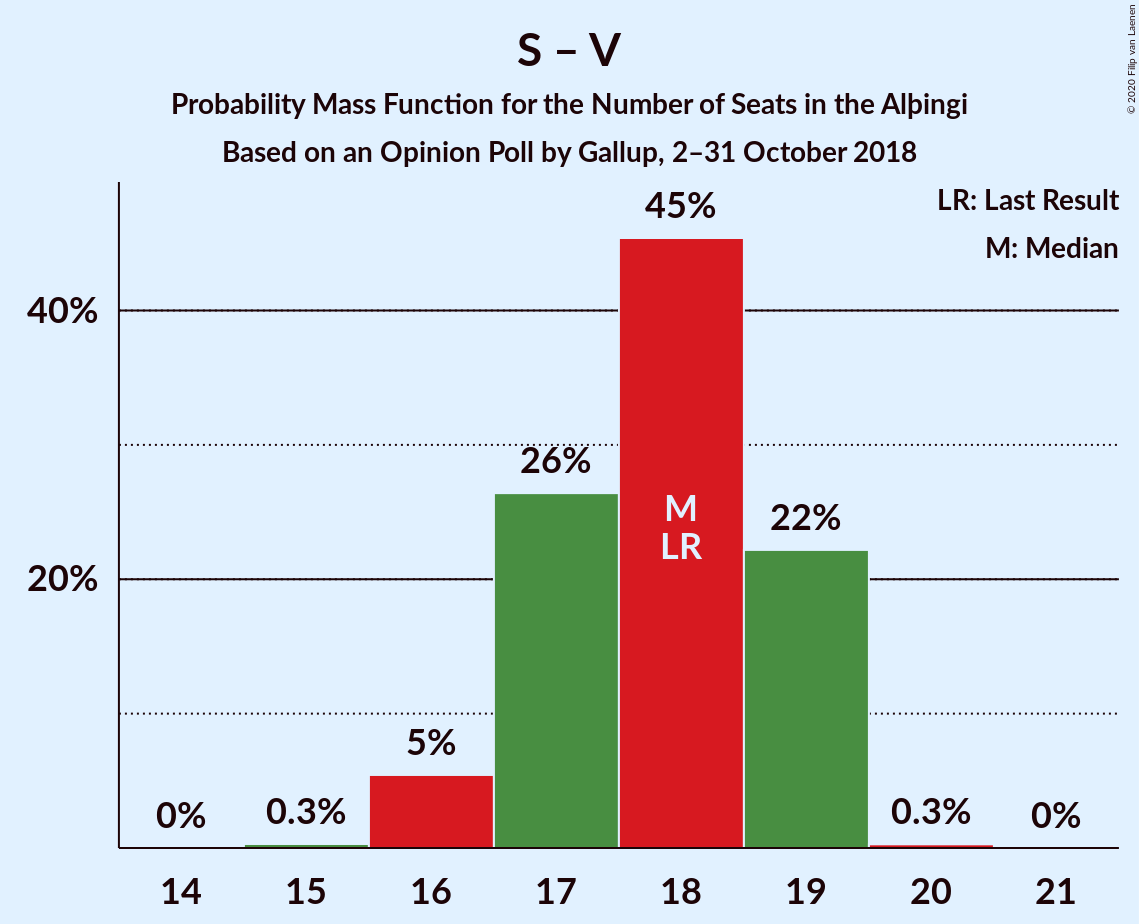 S – V
Probability Mass Function for the Number of Seats in the Alþingi
Based on an Opinion Poll by Gallup, 2–31 October 2018
© 2020 Filip van Laenen
LR: Last Result
M: Median
40%
20%
0%
0.3%
5%
26%
45%
M
LR
22%
0.3%
0%
14 15 16 17 18 19 20 21